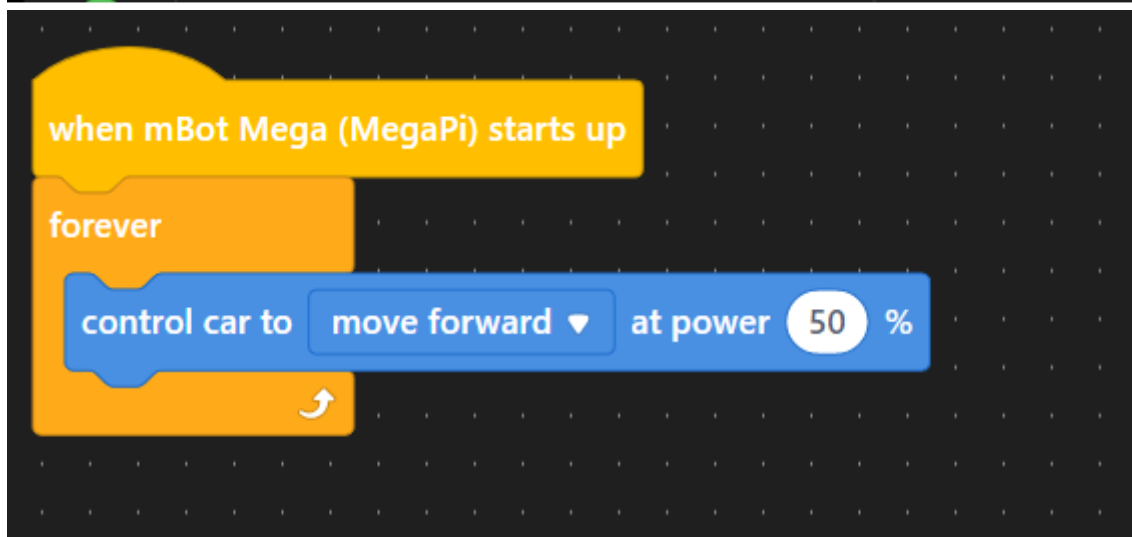 when mBot Mega (MegaPi) starts up
forever
control car to move forward at power 50 %